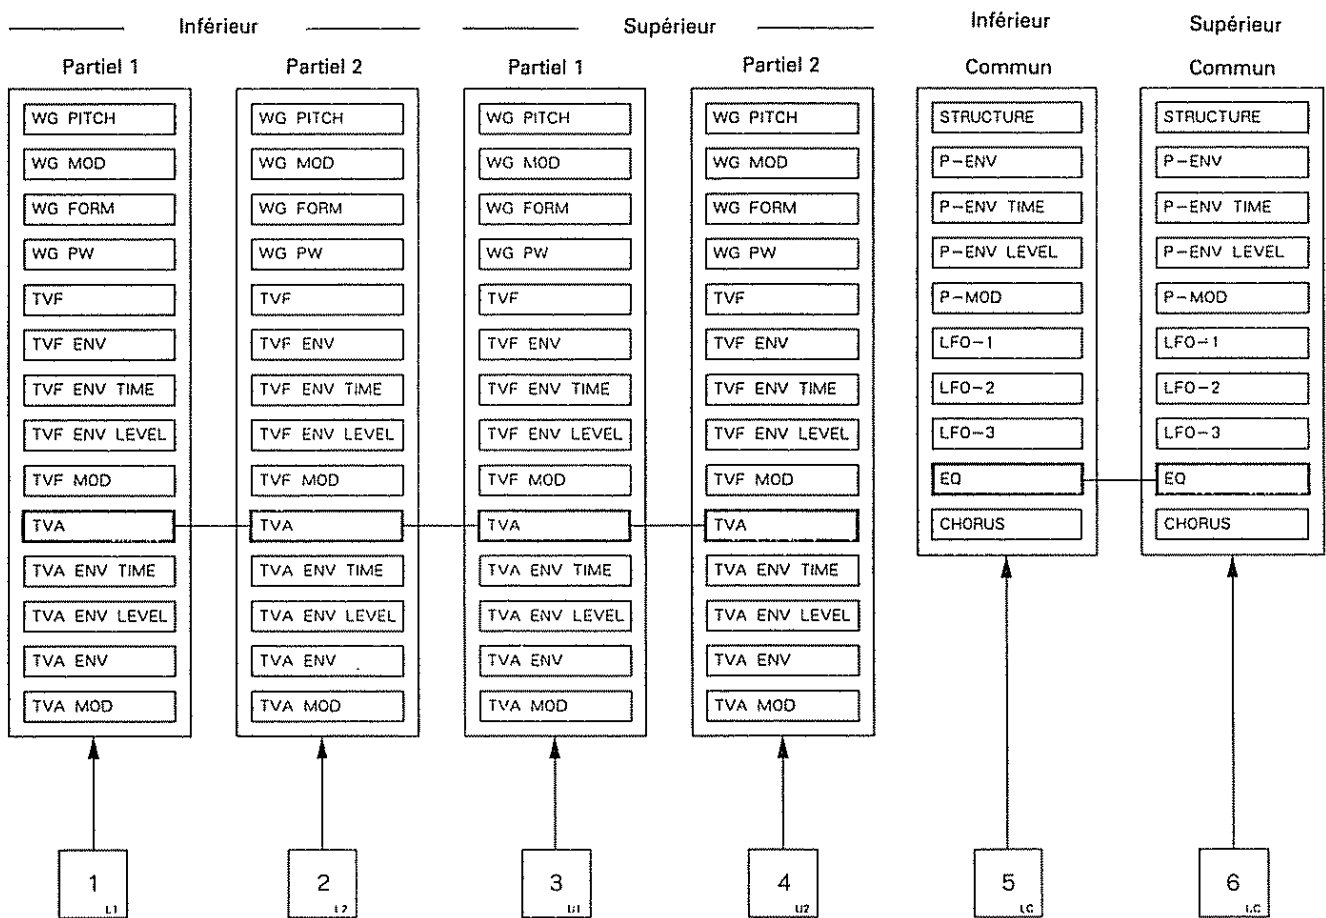 Inférieur
Supérieur
Inférieur
Supérieur
Partiel 1
Partiel 2
Partiel 1
Partiel 2
Commun
Commun
WG PITCH
WG MOD
WG FORM
WG PW
TVF
TVF ENV
TVF ENV TIME
TVF ENV LEVEL
TVF MOD
TVA
TVA ENV TIME
TVA ENV LEVEL
TVA ENV
TVA MOD
WG PITCH
WG MOD
WG FORM
WG PW
TVF
TVF ENV
TVF ENV TIME
TVF ENV LEVEL
TVF MOD
TVA
TVA ENV TIME
TVA ENV LEVEL
TVA ENV
TVA MOD
WG PITCH
WG MOD
WG FORM
WG PW
TVF
TVF ENV
TVF ENV TIME
TVF ENV LEVEL
TVF MOD
TVA
TVA ENV TIME
TVA ENV LEVEL
TVA ENV
TVA MOD
WG PITCH
WG MOD
WG FORM
WG PW
TVF
TVF ENV
TVF ENV TIME
TVF ENV LEVEL
TVF MOD
TVA
TVA ENV TIME
TVA ENV LEVEL
TVA ENV
TVA MOD
STRUCTURE
P-ENV
P-ENV TIME
P-ENV LEVEL
P-MOD
LFO-1
LFO-2
LFO-3
EQ
CHORUS
STRUCTURE
P-ENV
P-ENV TIME
P-ENV LEVEL
P-MOD
LFO-1
LFO-2
LFO-3
EQ
CHORUS
1
L1
2
L2
3
U1
4
U2
5
LC
6